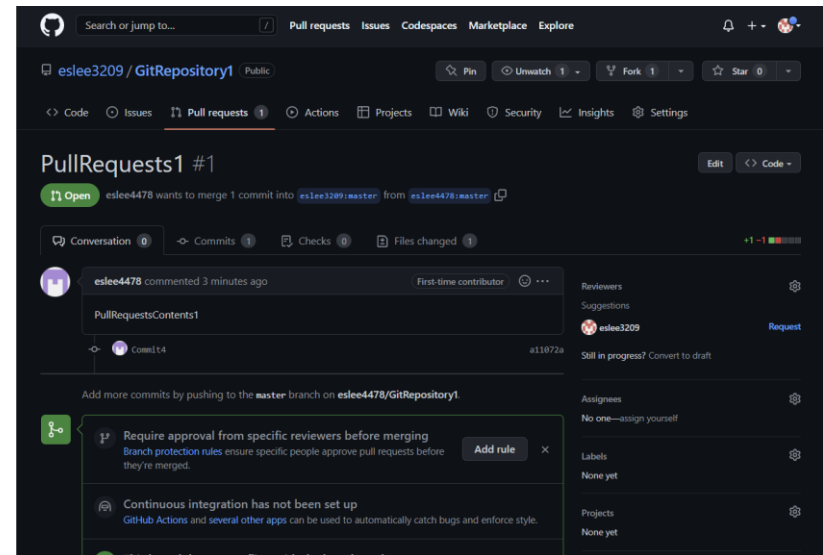 Search or jump to... / Pull requests Issues Codespaces Marketplace Explore
eslee3209 / GitRepository1 Public Pin Unwatch 1 Fork 1 Star 0
Code Issues Pull requests 1 Actions Projects Wiki Security Insights Settings
PullRequests1 #1 Edit Code
Open eslee4478 wants to merge 1 commit into eslee3209:master from eslee4478:master
Conversation 0 Commits 1 Checks 0 Files changed 1 +1 −1
eslee4478 commented 3 minutes ago First-time contributor
PullRequestsContents1
Commit4 a11072a
Add more commits by pushing to the master branch on eslee4478/GitRepository1.
Require approval from specific reviewers before merging
Branch protection rules ensure specific people approve pull requests before
they're merged.
Add rule
Continuous integration has not been set up
GitHub Actions and several other apps can be used to automatically catch bugs and enforce style.
Reviewers
Suggestions
eslee3209 Request
Still in progress? Convert to draft
Assignees
No one—assign yourself
Labels
None yet
Projects
None yet